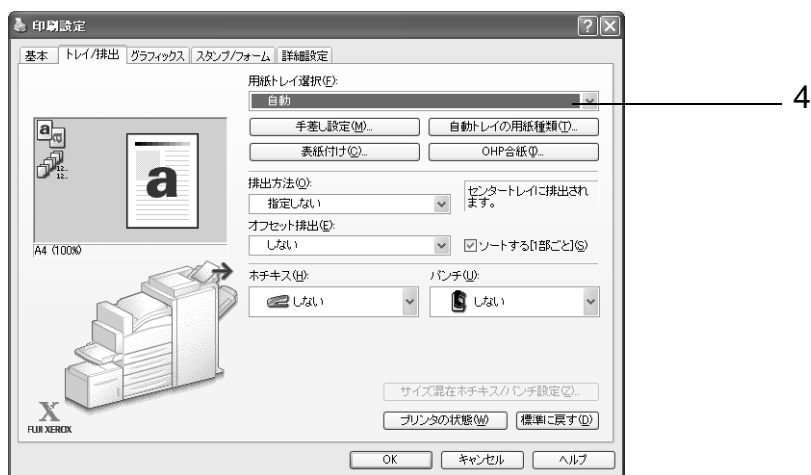 印刷設定
基本 トレイ/排出 グラフィックス スタンプ/フォーム 詳細設定
用紙トレイ選択(F):
自動
4
手差し設定(M)... 自動トレイの用紙種類(T)...
表紙付け(C)... OHP合紙(I)...
排出方法(O):
指定しない
センタートレイに排出され
ます。
オフセット排出(E):
しない
ソートする[1部ごと](S)
A4 (100%)
ホチキス(H): パンチ(U):
しない しない
サイズ混在ホチキス/パンチ設定(Z)...
プリンタの状態(W) 標準に戻す(D)
X
FUJI XEROX
OK キャンセル ヘルプ